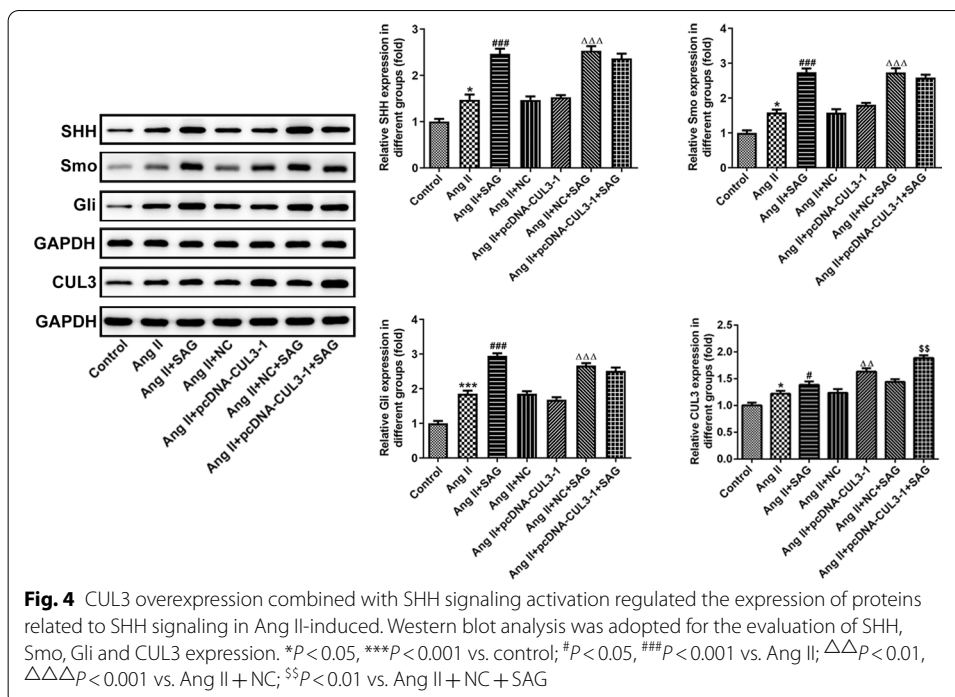 SHH
Smo
Gli
GAPDH
CUL3
GAPDH
Control
Ang II
Ang II+SAG
Ang II+NC
Ang II+pcDNA-CUL3-1
Ang II+NC+SAG
Ang II+pcDNA-CUL3-1+SAG
Relative SHH expression in
different groups (fold)
3
2
1
0
*
###
△△△
Control
Ang II
Ang II+SAG
Ang II+NC
Ang II+pcDNA-CUL3-1
Ang II+NC+SAG
Ang II+pcDNA-CUL3-1+SAG
Relative Smo expression in
different groups (fold)
4
3
2
1
0
*
###
△△△
Control
Ang II
Ang II+SAG
Ang II+NC
Ang II+pcDNA-CUL3-1
Ang II+NC+SAG
Ang II+pcDNA-CUL3-1+SAG
Relative Gli expression in
different groups (fold)
4
3
2
1
0
***
###
△△△
Control
Ang II
Ang II+SAG
Ang II+NC
Ang II+pcDNA-CUL3-1
Ang II+NC+SAG
Ang II+pcDNA-CUL3-1+SAG
Relative CUL3 expression in
different groups (fold)
2.5
2.0
1.5
1.0
0.5
0.0
*
#
△△
$$
Control
Ang II
Ang II+SAG
Ang II+NC
Ang II+pcDNA-CUL3-1
Ang II+NC+SAG
Ang II+pcDNA-CUL3-1+SAG
Fig. 4 CUL3 overexpression combined with SHH signaling activation regulated the expression of proteins
related to SHH signaling in Ang II-induced. Western blot analysis was adopted for the evaluation of SHH,
Smo, Gli and CUL3 expression. *P < 0.05, ***P < 0.001 vs. control; #P < 0.05, ###P < 0.001 vs. Ang II; △△P < 0.01,
△△△P < 0.001 vs. Ang II + NC; $$P < 0.01 vs. Ang II + NC + SAG